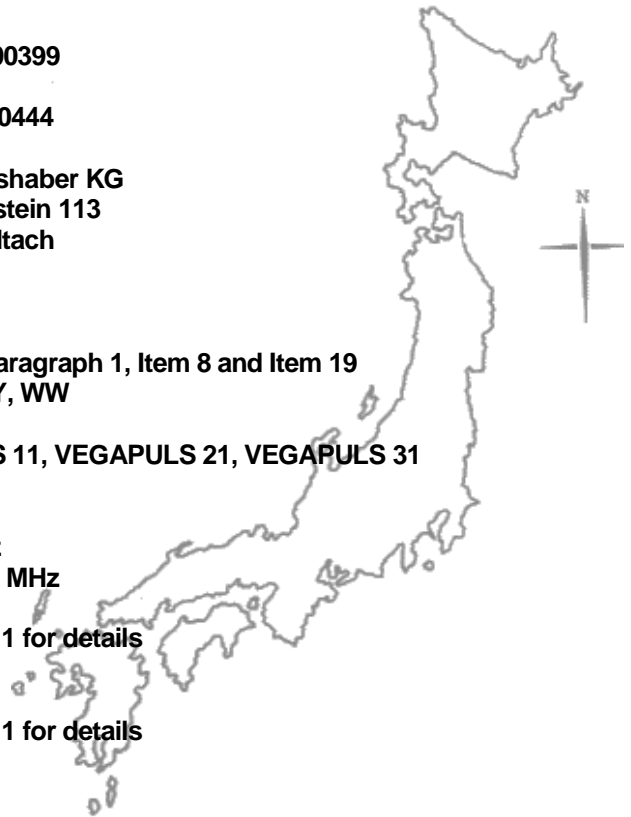 00399
0444
shaber KG
stein 113
ltach
aragraph 1, Item 8 and Item 19
Y, WW
S 11, VEGAPULS 21, VEGAPULS 31
MHz
1 for details
1 for details
N